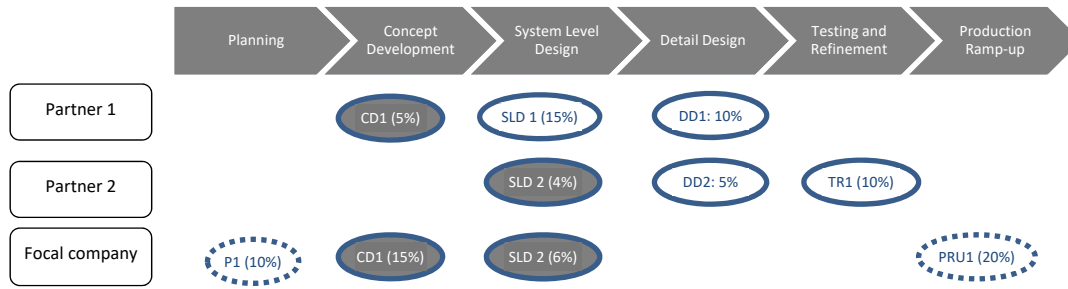 Planning
Concept
Development
System Level
Design
Detail Design
Testing and
Refinement
Production
Ramp-up
Partner 1
CD1 (5%)
SLD 1 (15%)
DD1: 10%
Partner 2
SLD 2 (4%)
DD2: 5%
TR1 (10%)
Focal company
P1 (10%)
CD1 (15%)
SLD 2 (6%)
PRU1 (20%)